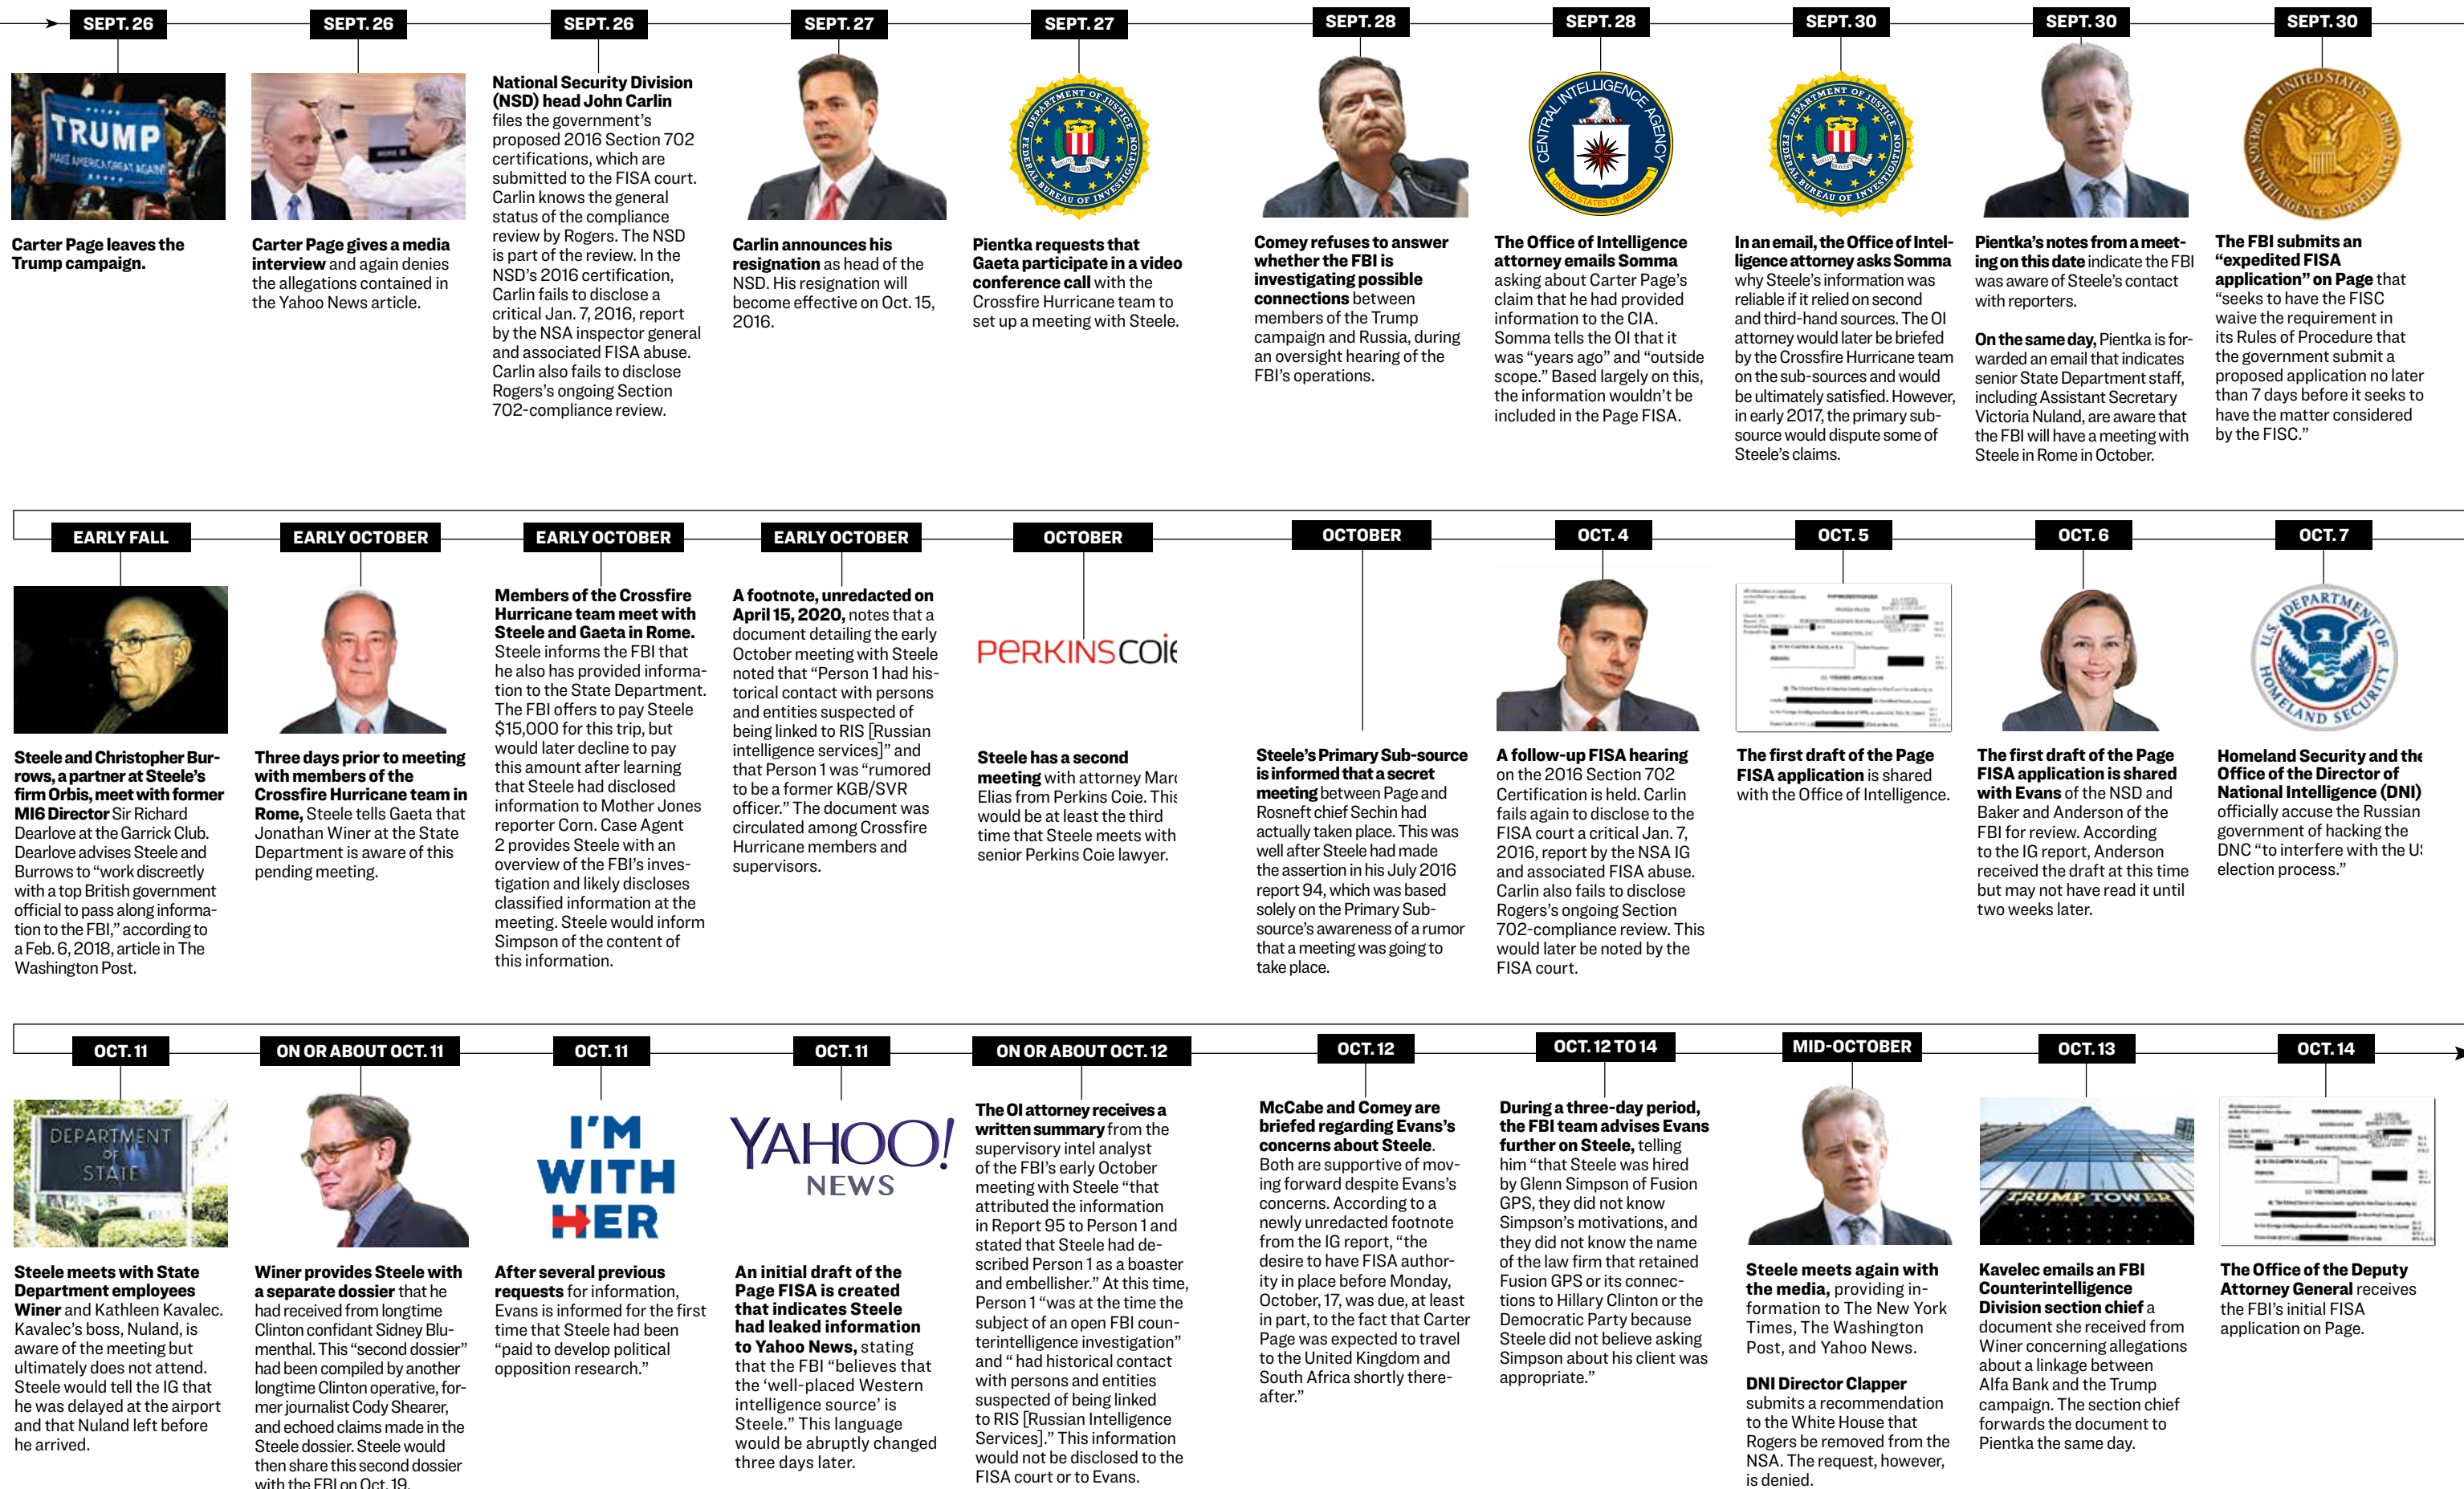 SEPT. 26
TRUMP
MAKE AMERICA GREAT AGAIN!
Carter Page leaves the
Trump campaign.
SEPT. 26
Carter Page gives a media
interview and again denies
the allegations contained in
the Yahoo News article.
SEPT. 26
National Security Division
(NSD) head John Carlin
files the government's
proposed 2016 Section 702
certifications, which are
submitted to the FISA court.
Carlin knows the general
status of the compliance
review by Rogers. The NSD
is part of the review. In the
NSD's 2016 certification,
Carlin fails to disclose a
critical Jan. 7, 2016, report
by the NSA inspector general
and associated FISA abuse.
Carlin also fails to disclose
Rogers's ongoing Section
702-compliance review.
SEPT. 27
Carlin announces his
resignation as head of the
NSD. His resignation will
become effective on Oct. 15,
2016.
SEPT. 27
DEPARTMENT OF JUSTICE
FEDERAL BUREAU OF INVESTIGATION
Pientka requests that
Gaeta participate in a video
conference call with the
Crossfire Hurricane team to
set up a meeting with Steele.
SEPT. 28
Comey refuses to answer
whether the FBI is
investigating possible
connections between
members of the Trump
campaign and Russia, during
an oversight hearing of the
FBI's operations.
SEPT. 28
CENTRAL INTELLIGENCE AGENCY
UNITED STATES OF AMERICA
The Office of Intelligence
attorney emails Somma
asking about Carter Page's
claim that he had provided
information to the CIA.
Somma tells the OI that it
was “years ago” and “outside
scope.” Based largely on this,
the information wouldn't be
included in the Page FISA.
SEPT. 30
DEPARTMENT OF JUSTICE
FEDERAL BUREAU OF INVESTIGATION
In an email, the Office of Intel-
ligence attorney asks Somma
why Steele's information was
reliable if it relied on second
and third-hand sources. The OI
attorney would later be briefed
by the Crossfire Hurricane team
on the sub-sources and would
be ultimately satisfied. However,
in early 2017, the primary sub-
source would dispute some of
Steele's claims.
SEPT. 30
Pientka's notes from a meet-
ing on this date indicate the FBI
was aware of Steele's contact
with reporters.
On the same day, Pientka is for-
warded an email that indicates
senior State Department staff,
including Assistant Secretary
Victoria Nuland, are aware that
the FBI will have a meeting with
Steele in Rome in October.
SEPT. 30
UNITED STATES
FOREIGN INTELLIGENCE SURVEILLANCE COURT
The FBI submits an
“expedited FISA
application” on Page that
“seeks to have the FISC
waive the requirement in
its Rules of Procedure that
the government submit a
proposed application no later
than 7 days before it seeks to
have the matter considered
by the FISC.”
EARLY FALL
Steele and Christopher Bur-
rows, a partner at Steele's
firm Orbis, meet with former
MI6 Director Sir Richard
Dearlove at the Garrick Club.
Dearlove advises Steele and
Burrows to “work discreetly
with a top British government
official to pass along informa-
tion to the FBI,” according to
a Feb. 6, 2018, article in The
Washington Post.
EARLY OCTOBER
Three days prior to meeting
with members of the
Crossfire Hurricane team in
Rome, Steele tells Gaeta that
Jonathan Winer at the State
Department is aware of this
pending meeting.
EARLY OCTOBER
Members of the Crossfire
Hurricane team meet with
Steele and Gaeta in Rome.
Steele informs the FBI that
he also has provided informa-
tion to the State Department.
The FBI offers to pay Steele
$15,000 for this trip, but
would later decline to pay
this amount after learning
that Steele had disclosed
information to Mother Jones
reporter Corn. Case Agent
2 provides Steele with an
overview of the FBI's inves-
tigation and likely discloses
classified information at the
meeting. Steele would inform
Simpson of the content of
this information.
EARLY OCTOBER
A footnote, unredacted on
April 15, 2020, notes that a
document detailing the early
October meeting with Steele
noted that “Person 1 had his-
torical contact with persons
and entities suspected of
being linked to RIS [Russian
intelligence services]” and
that Person 1 was “rumored
to be a former KGB/SVR
officer.” The document was
circulated among Crossfire
Hurricane members and
supervisors.
OCTOBER
PERKINSCOIE
Steele has a second
meeting with attorney Marc
Elias from Perkins Coie. This
would be at least the third
time that Steele meets with
senior Perkins Coie lawyer.
OCTOBER
Steele's Primary Sub-source
is informed that a secret
meeting between Page and
Rosneft chief Sechin had
actually taken place. This was
well after Steele had made
the assertion in his July 2016
report 94, which was based
solely on the Primary Sub-
source's awareness of a rumor
that a meeting was going to
take place.
OCT. 4
A follow-up FISA hearing
on the 2016 Section 702
Certification is held. Carlin
fails again to disclose to the
FISA court a critical Jan. 7,
2016, report by the NSA IG
and associated FISA abuse.
Carlin also fails to disclose
Rogers's ongoing Section
702-compliance review. This
would later be noted by the
FISA court.
OCT. 5
The first draft of the Page
FISA application is shared
with the Office of Intelligence.
OCT. 6
The first draft of the Page
FISA application is shared
with Evans of the NSD and
Baker and Anderson of the
FBI for review. According
to the IG report, Anderson
received the draft at this time
but may not have read it until
two weeks later.
OCT. 7
U.S. DEPARTMENT OF
HOMELAND SECURITY
Homeland Security and the
Office of the Director of
National Intelligence (DNI)
officially accuse the Russian
government of hacking the
DNC “to interfere with the US
election process.”
OCT. 11
DEPARTMENT
OF
STATE
Steele meets with State
Department employees
Winer and Kathleen Kavalec.
Kavalec's boss, Nuland, is
aware of the meeting but
ultimately does not attend.
Steele would tell the IG that
he was delayed at the airport
and that Nuland left before
he arrived.
ON OR ABOUT OCT. 11
Winer provides Steele with
a separate dossier that he
had received from longtime
Clinton confidant Sidney Blu-
menthal. This “second dossier”
had been compiled by another
longtime Clinton operative, for-
mer journalist Cody Shearer,
and echoed claims made in the
Steele dossier. Steele would
then share this second dossier
with the FBI on Oct. 19.
OCT. 11
I'M
WITH
HER
After several previous
requests for information,
Evans is informed for the first
time that Steele had been
“paid to develop political
opposition research.”
OCT. 11
YAHOO!
NEWS
An initial draft of the
Page FISA is created
that indicates Steele
had leaked information
to Yahoo News, stating
that the FBI “believes that
the ‘well-placed Western
intelligence source’ is
Steele.” This language
would be abruptly changed
three days later.
ON OR ABOUT OCT. 12
The OI attorney receives a
written summary from the
supervisory intel analyst
of the FBI's early October
meeting with Steele “that
attributed the information
in Report 95 to Person 1 and
stated that Steele had de-
scribed Person 1 as a boaster
and embellisher.” At this time,
Person 1 “was at the time the
subject of an open FBI coun-
terintelligence investigation”
and “ had historical contact
with persons and entities
suspected of being linked
to RIS [Russian Intelligence
Services].” This information
would not be disclosed to the
FISA court or to Evans.
OCT. 12
McCabe and Comey are
briefed regarding Evans's
concerns about Steele.
Both are supportive of mov-
ing forward despite Evans's
concerns. According to a
newly unredacted footnote
from the IG report, “the
desire to have FISA author-
ity in place before Monday,
October, 17, was due, at least
in part, to the fact that Carter
Page was expected to travel
to the United Kingdom and
South Africa shortly there-
after.”
OCT. 12 TO 14
During a three-day period,
the FBI team advises Evans
further on Steele, telling
him “that Steele was hired
by Glenn Simpson of Fusion
GPS, they did not know
Simpson's motivations, and
they did not know the name
of the law firm that retained
Fusion GPS or its connec-
tions to Hillary Clinton or the
Democratic Party because
Steele did not believe asking
Simpson about his client was
appropriate.”
MID-OCTOBER
Steele meets again with
the media, providing in-
formation to The New York
Times, The Washington
Post, and Yahoo News.
DNI Director Clapper
submits a recommendation
to the White House that
Rogers be removed from the
NSA. The request, however,
is denied.
OCT. 13
TRUMP TOWER
Kavelec emails an FBI
Counterintelligence
Division section chief a
document she received from
Winer concerning allegations
about a linkage between
Alfa Bank and the Trump
campaign. The section chief
forwards the document to
Pientka the same day.
OCT. 14
The Office of the Deputy
Attorney General receives
the FBI's initial FISA
application on Page.